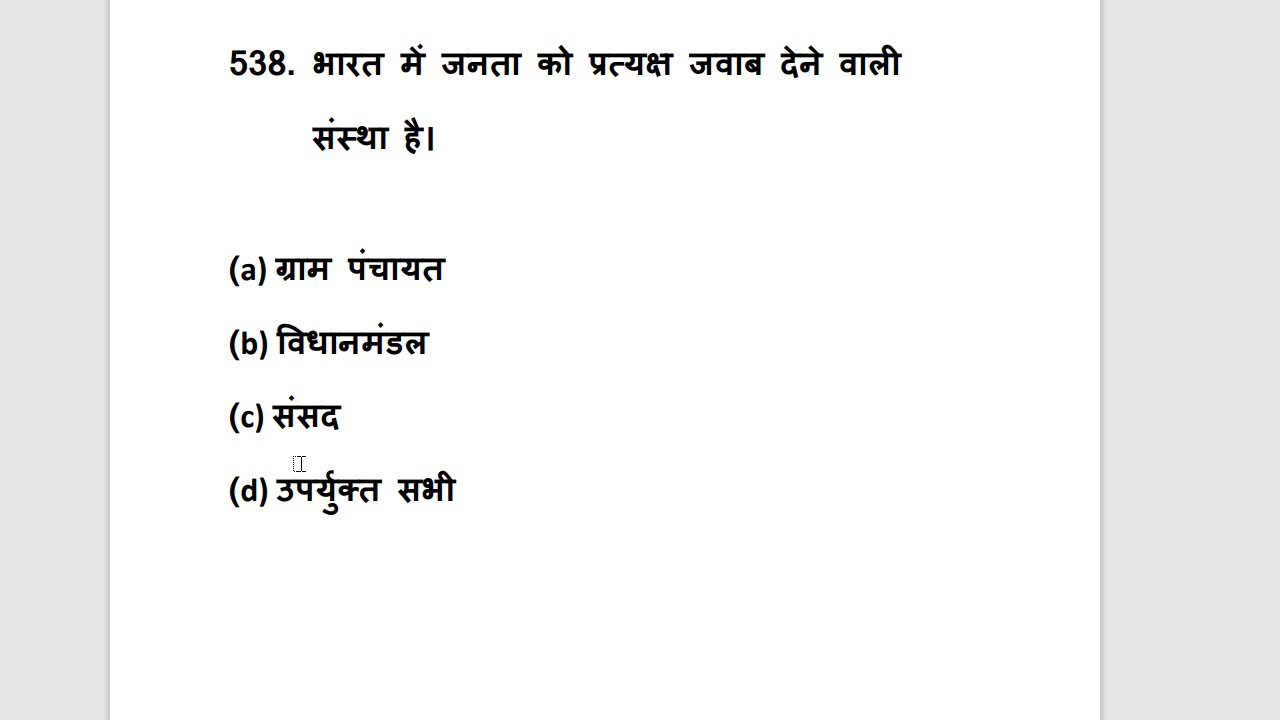 538. भारत में जनता को प्रत्यक्ष जवाब देने वाली
संस्था है।
(a) ग्राम पंचायत
(b) विधानमंडल
(c) संसद
(d) उपर्युक्त सभी